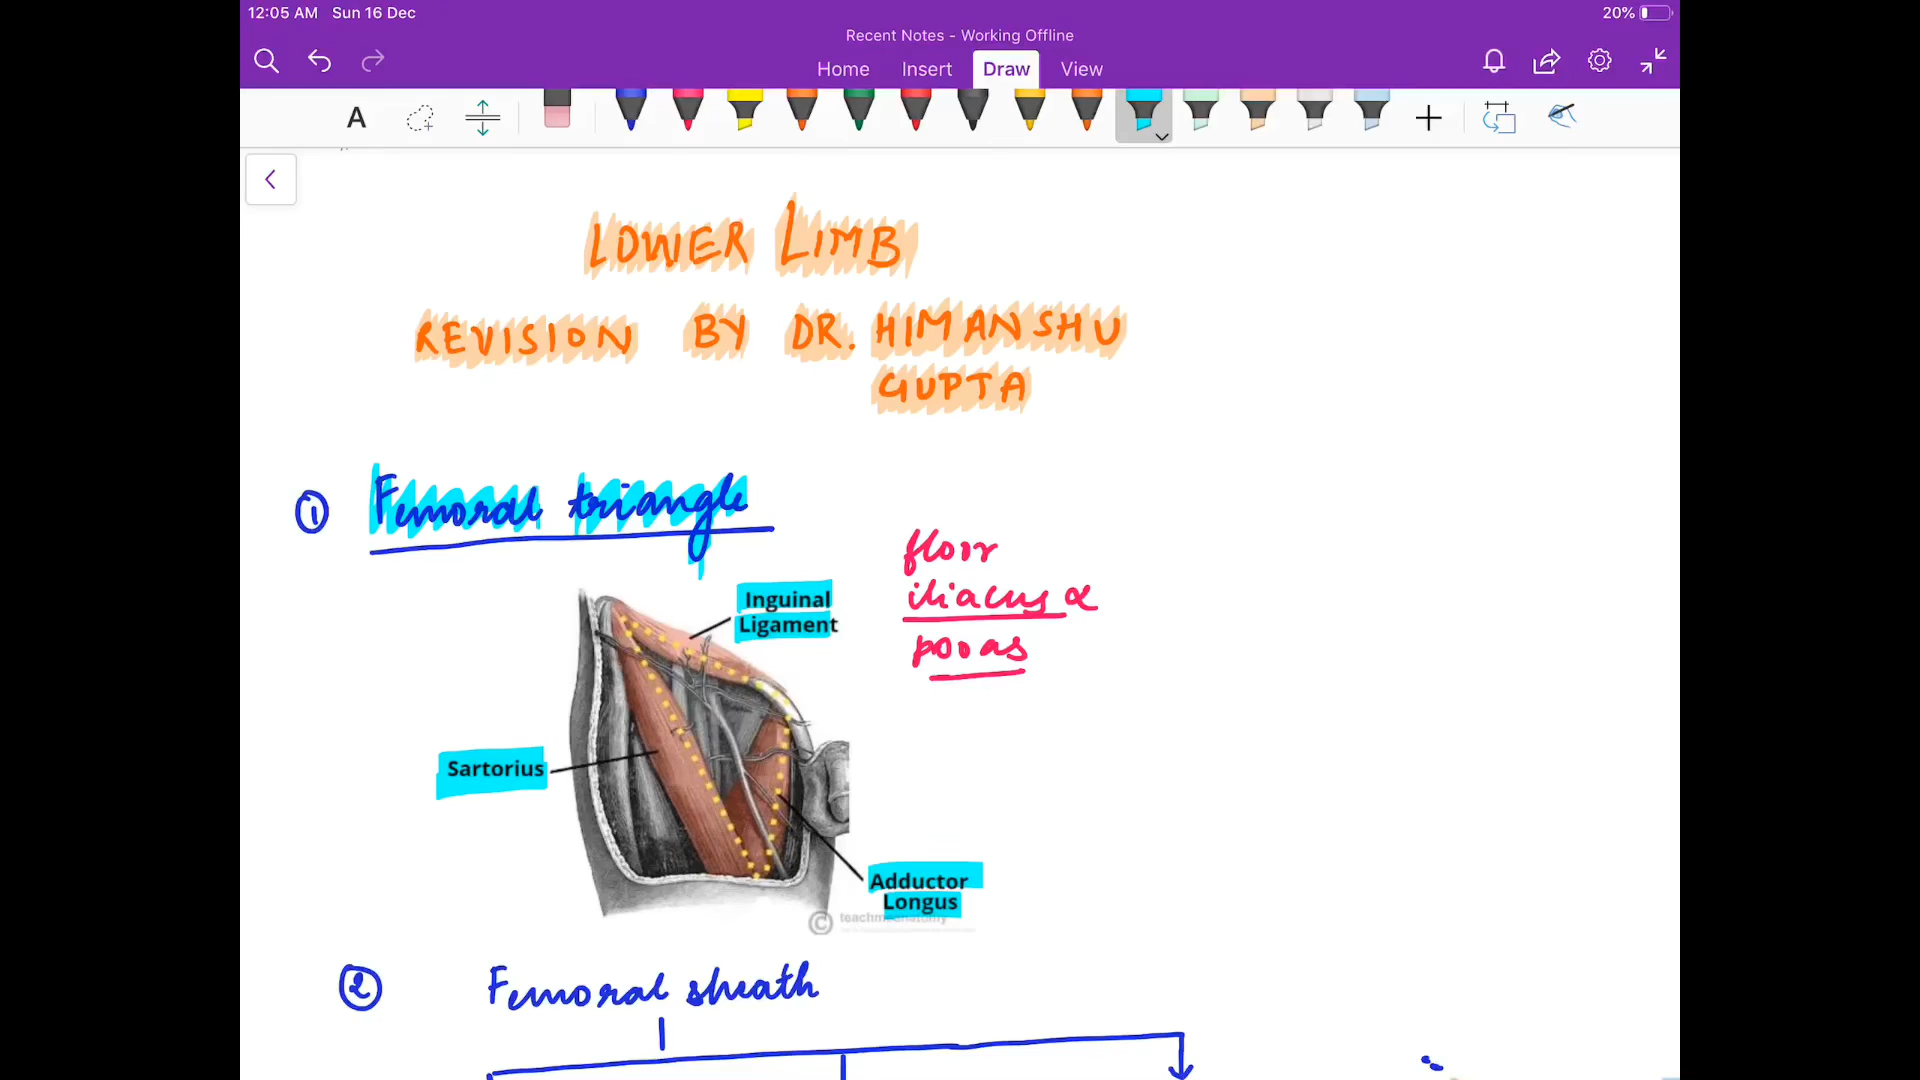 12:05 AM Sun 16 Dec
20%
Recent Notes - Working Offline
Home Insert Draw View
A
LOWER LIMB
REVISION BY DR. HIMANSHU
GUPTA
① Femoral triangle
floor
iliacus &
psoas
Inguinal
Ligament
Sartorius
Adductor
Longus
© teachmeanatomy
② Femoral sheath